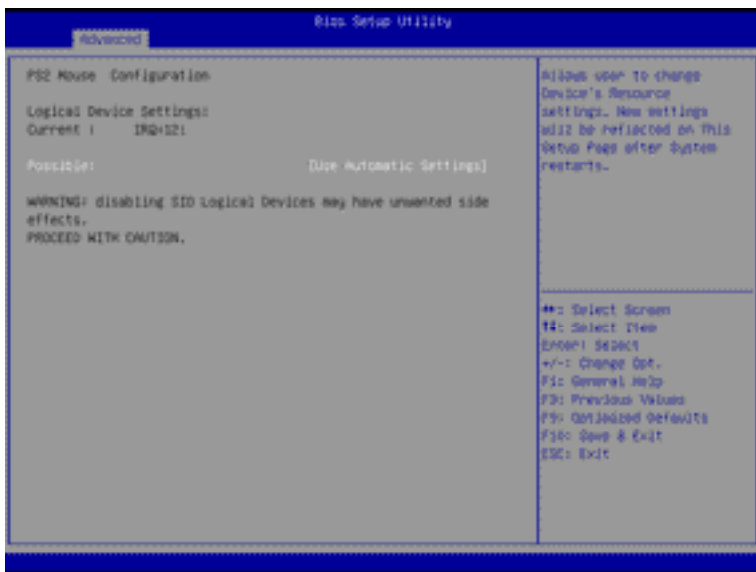 Bios Setup Utility
Advanced
PS2 Mouse Configuration
Logical Device Settings:
Current : IRQ=12;
Possible: [Use Automatic Settings]
WARNING: disabling SIO Logical Devices may have unwanted side
effects.
PROCEED WITH CAUTION.
Allows user to change
Device's Resource
settings. New settings
will be reflected on This
Setup Page after System
restarts.
: Select Screen
: Select Item
Enter: Select
+/-: Change Opt.
F1: General Help
: Previous Values
F9: Optimized Defaults
F10: Save & Exit
ESC: Exit